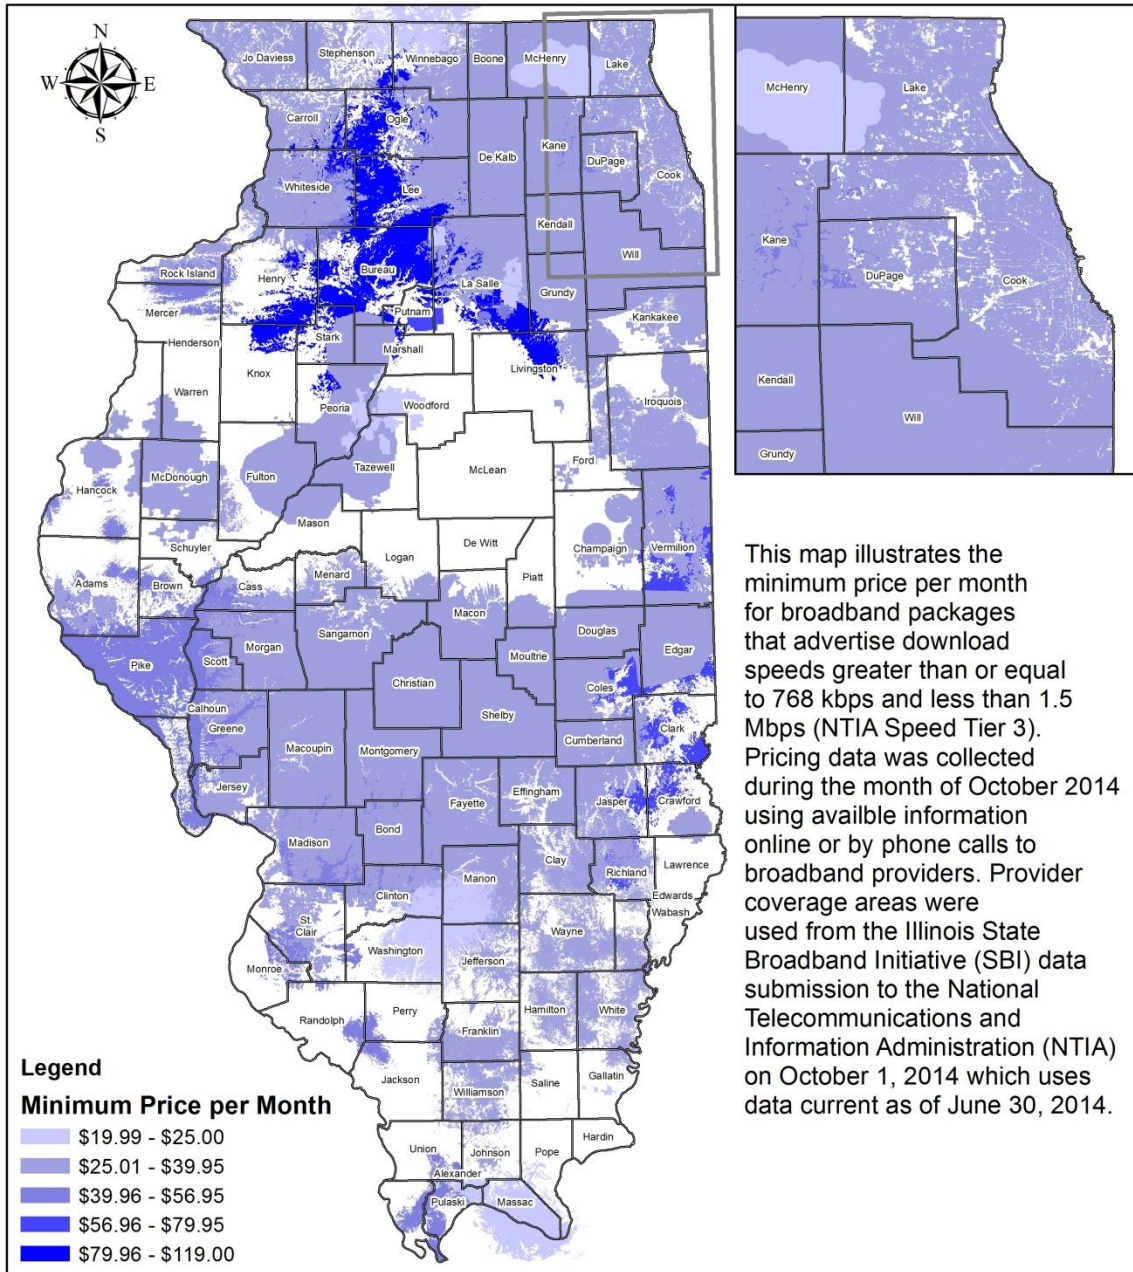 N
W E
S
Jo Daviess
Stephenson
Winnebago
Boone
McHenry
Lake
Carroll
Ogle
De Kalb
Kane
DuPage
Cook
Whiteside
Lee
Kendall
Will
Rock Island
Henry
Bureau
La Salle
Grundy
Mercer
Putnam
Kankakee
Henderson
Stark
Marshall
Knox
Livingston
Warren
Peoria
Woodford
Iroquois
McDonough
Fulton
Tazewell
McLean
Ford
Hancock
Mason
Schuyler
Logan
De Witt
Champaign
Vermilion
Adams
Brown
Cass
Menard
Piatt
Macon
Sangamon
Morgan
Scott
Pike
Douglas
Edgar
Moultrie
Christian
Coles
Calhoun
Greene
Shelby
Clark
Macoupin
Montgomery
Cumberland
Jersey
Fayette
Effingham
Jasper
Crawford
Madison
Bond
Clay
Richland
Lawrence
Marion
Clinton
Edwards
Wabash
St
Clair
Wayne
Washington
Jefferson
Monroe
Randolph
Perry
Hamilton
White
Franklin
Jackson
Williamson
Saline
Gallatin
Union
Johnson
Pope
Hardin
Alexander
Pulaski
Massac
McHenry
Lake
Kane
DuPage
Cook
Kendall
Will
Grundy
This map illustrates the
minimum price per month
for broadband packages
that advertise download
speeds greater than or equal
to 768 kbps and less than 1.5
Mbps (NTIA Speed Tier 3).
Pricing data was collected
during the month of October 2014
using availble information
online or by phone calls to
broadband providers. Provider
coverage areas were
used from the Illinois State
Broadband Initiative (SBI) data
submission to the National
Telecommunications and
Information Administration (NTIA)
on October 1, 2014 which uses
data current as of June 30, 2014.
Legend
Minimum Price per Month
$19.99 - $25.00
$25.01 - $39.95
$39.96 - $56.95
$56.96 - $79.95
$79.96 - $119.00